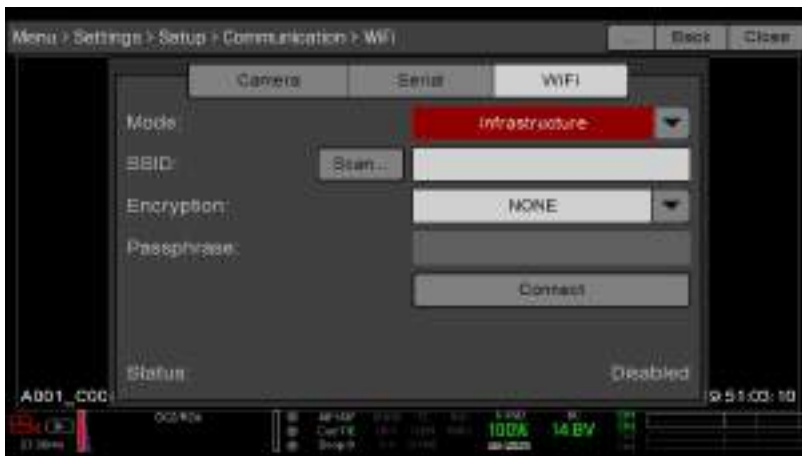 Menu > Settings > Setup > Communication > WiFi
... Back Close
Camera Serial WiFi
Mode: Infrastructure
SSID: Scan...
Encryption: NONE
Passphrase:
Connect
Status: Disabled
A001_C00 9:51:03:10
100% 14.8V